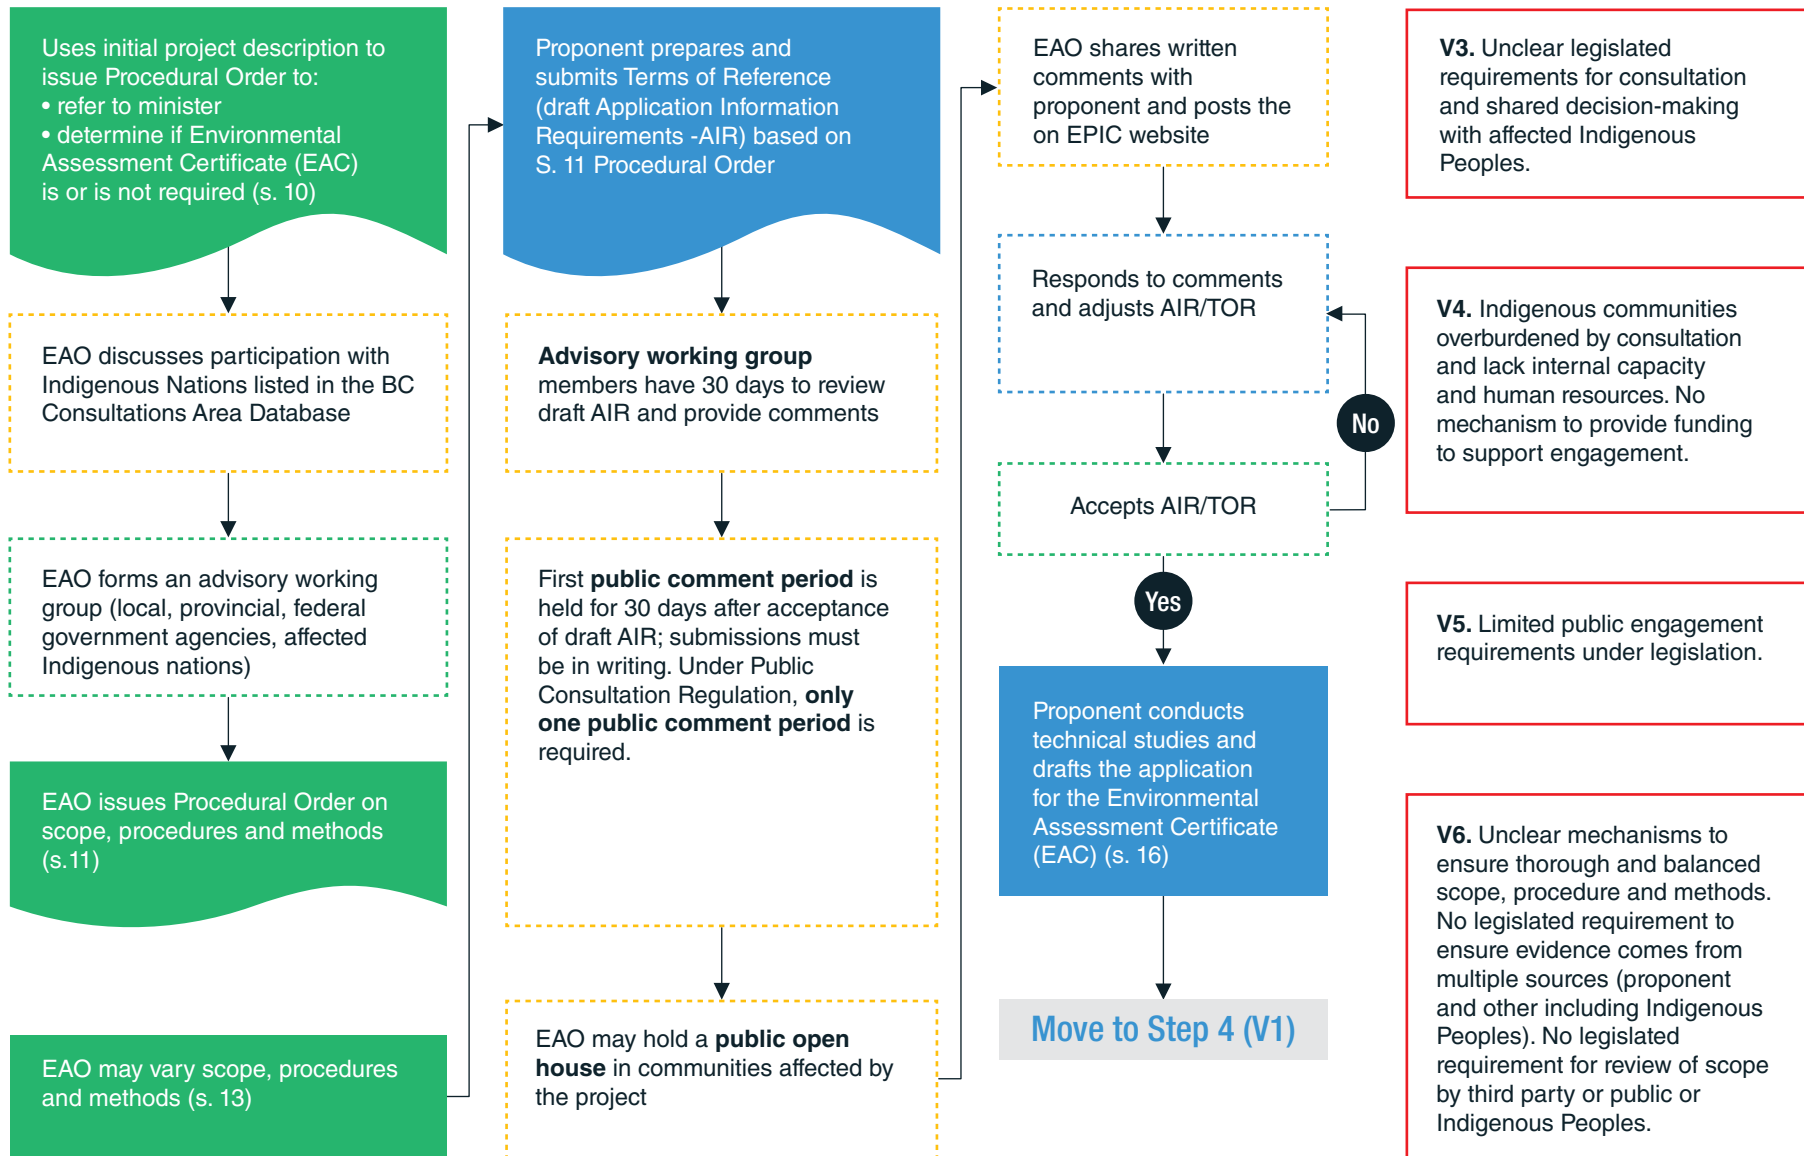 Uses initial project description to
issue Procedural Order to:
• refer to minister
• determine if Environmental
Assessment Certificate (EAC)
is or is not required (s. 10)
EAO discusses participation with
Indigenous Nations listed in the BC
Consultations Area Database
EAO forms an advisory working
group (local, provincial, federal
government agencies, affected
Indigenous nations)
EAO issues Procedural Order on
scope, procedures and methods
(s.11)
EAO may vary scope, procedures
and methods (s. 13)
Proponent prepares and
submits Terms of Reference
(draft Application Information
Requirements -AIR) based on
S. 11 Procedural Order
Advisory working group
members have 30 days to review
draft AIR and provide comments
First public comment period is
held for 30 days after acceptance
of draft AIR; submissions must
be in writing. Under Public
Consultation Regulation, only
one public comment period is
required.
EAO may hold a public open
house in communities affected by
the project
EAO shares written
comments with
proponent and posts the
on EPIC website
Responds to comments
and adjusts AIR/TOR
No
Accepts AIR/TOR
Yes
Proponent conducts
technical studies and
drafts the application
for the Environmental
Assessment Certificate
(EAC) (s. 16)
Move to Step 4 (V1)
V3. Unclear legislated
requirements for consultation
and shared decision-making
with affected Indigenous
Peoples.
V4. Indigenous communities
overburdened by consultation
and lack internal capacity
and human resources. No
mechanism to provide funding
to support engagement.
V5. Limited public engagement
requirements under legislation.
V6. Unclear mechanisms to
ensure thorough and balanced
scope, procedure and methods.
No legislated requirement to
ensure evidence comes from
multiple sources (proponent
and other including Indigenous
Peoples). No legislated
requirement for review of scope
by third party or public or
Indigenous Peoples.